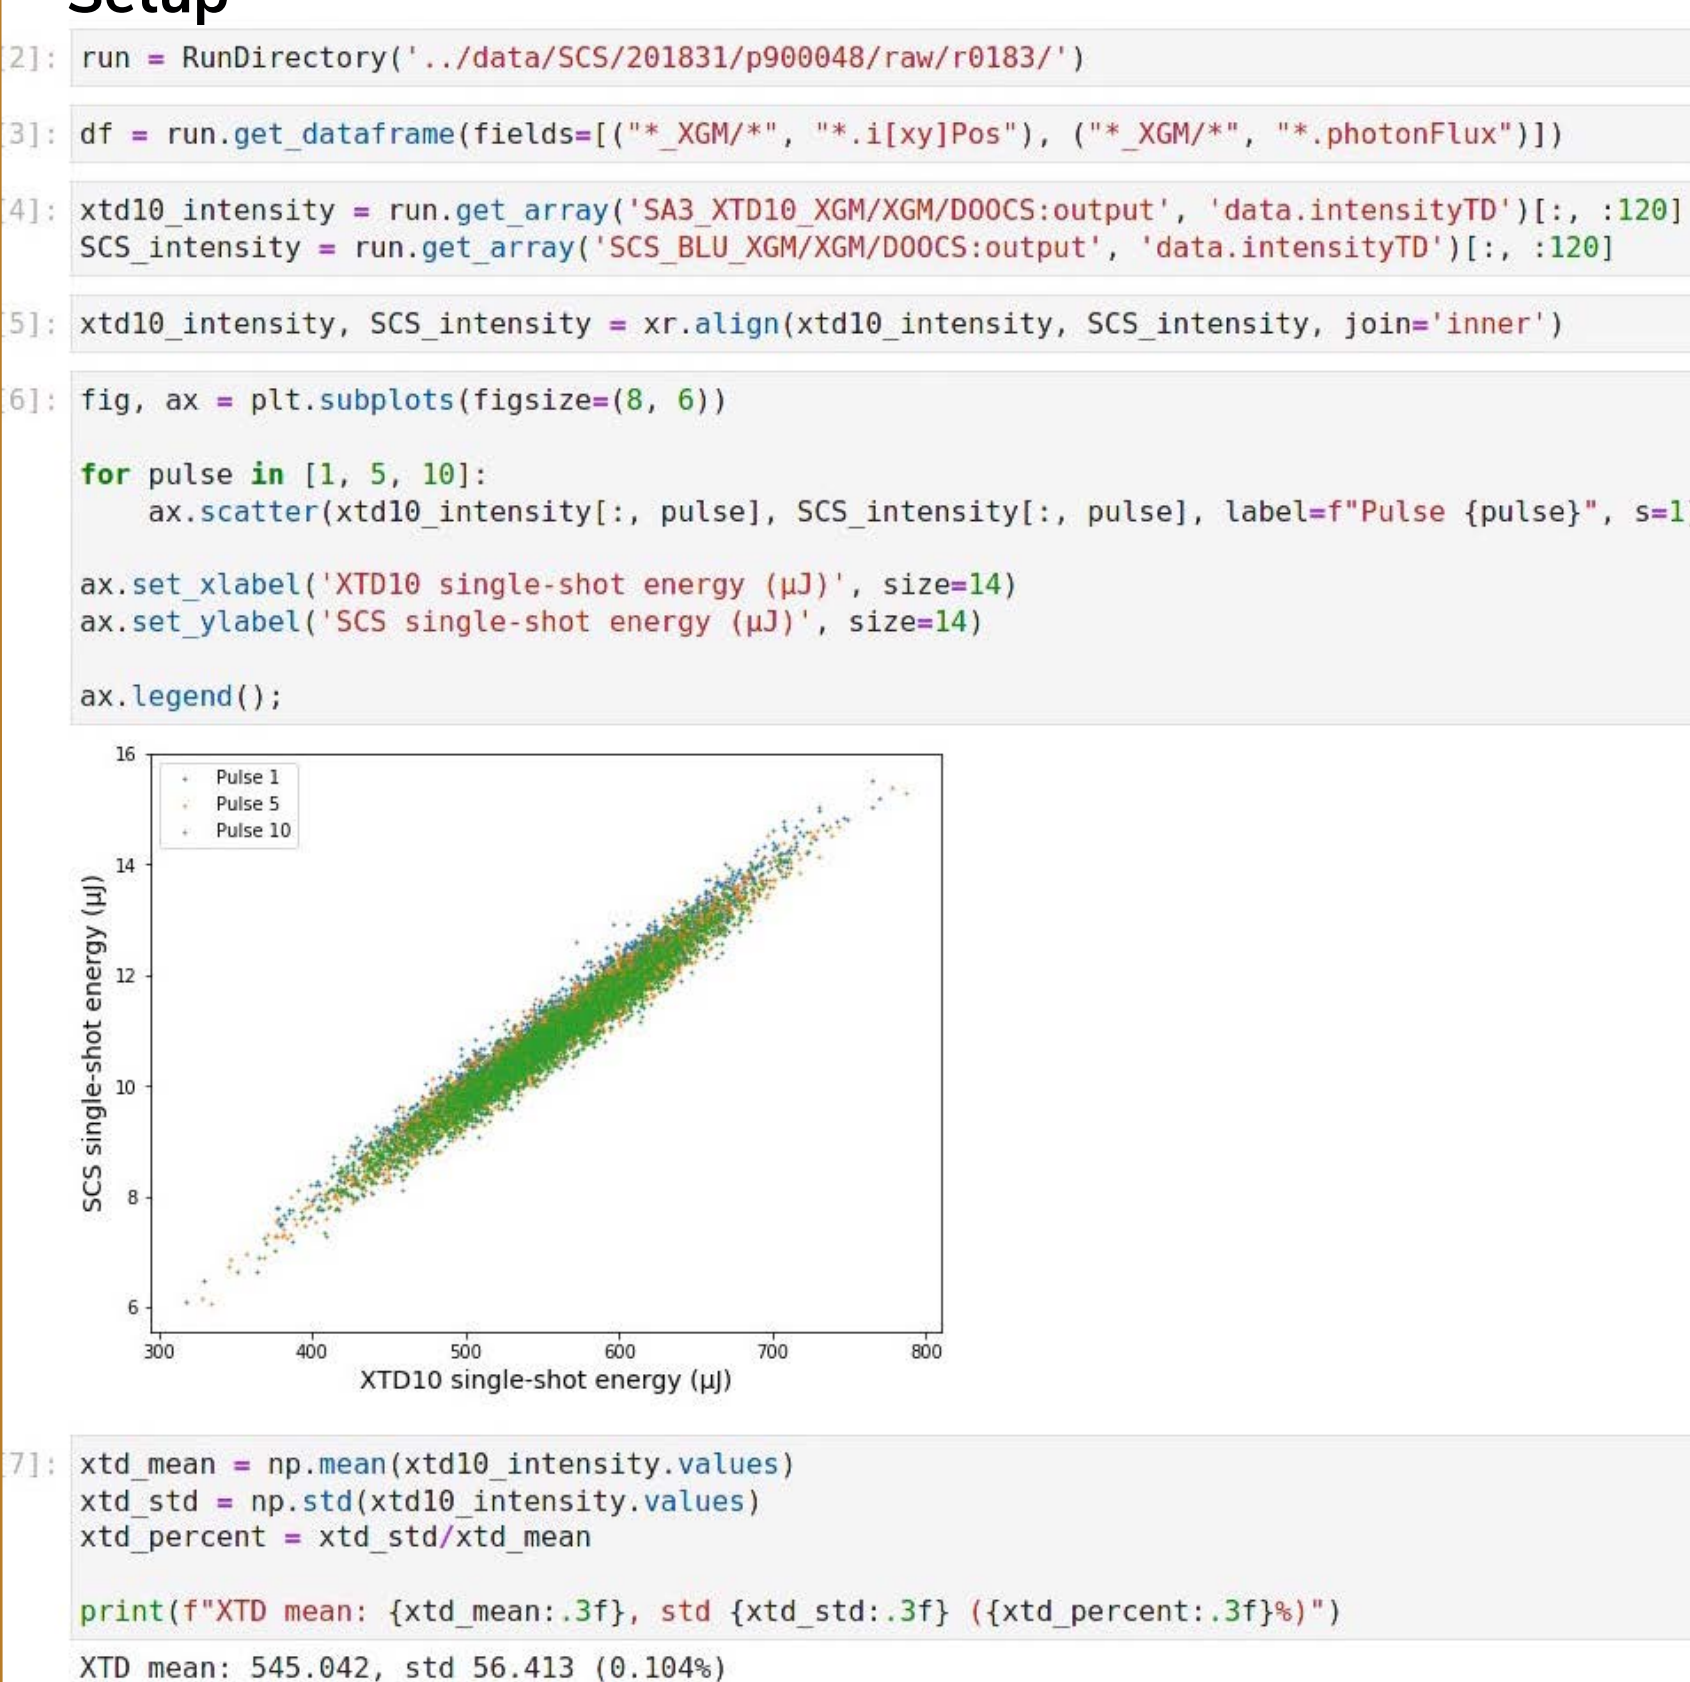 Setup
[2]: run = RunDirectory('../data/SCS/201831/p900048/raw/r0183/')
[3]: df = run.get_dataframe(fields=[("*_XGM/*", "*.i[xy]Pos"), ("*_XGM/*", "*.photonFlux")])
[4]: xtd10_intensity = run.get_array('SA3_XTD10_XGM/XGM/DOOCS:output', 'data.intensityTD')[:, :120]
SCS_intensity = run.get_array('SCS_BLU_XGM/XGM/DOOCS:output', 'data.intensityTD')[:, :120]
[5]: xtd10_intensity, SCS_intensity = xr.align(xtd10_intensity, SCS_intensity, join='inner')
[6]: fig, ax = plt.subplots(figsize=(8, 6))
for pulse in [1, 5, 10]:
    ax.scatter(xtd10_intensity[:, pulse], SCS_intensity[:, pulse], label=f"Pulse {pulse}", s=1)
ax.set_xlabel('XTD10 single-shot energy (µJ)', size=14)
ax.set_ylabel('SCS single-shot energy (µJ)', size=14)
ax.legend();
16
14
12
10
8
6
SCS single-shot energy (µJ)
Pulse 1
Pulse 5
Pulse 10
300 400 500 600 700 800
XTD10 single-shot energy (µJ)
[7]: xtd_mean = np.mean(xtd10_intensity.values)
xtd_std = np.std(xtd10_intensity.values)
xtd_percent = xtd_std/xtd_mean
print(f"XTD mean: {xtd_mean:.3f}, std {xtd_std:.3f} ({xtd_percent:.3f}%)")
XTD mean: 545.042, std 56.413 (0.104%)